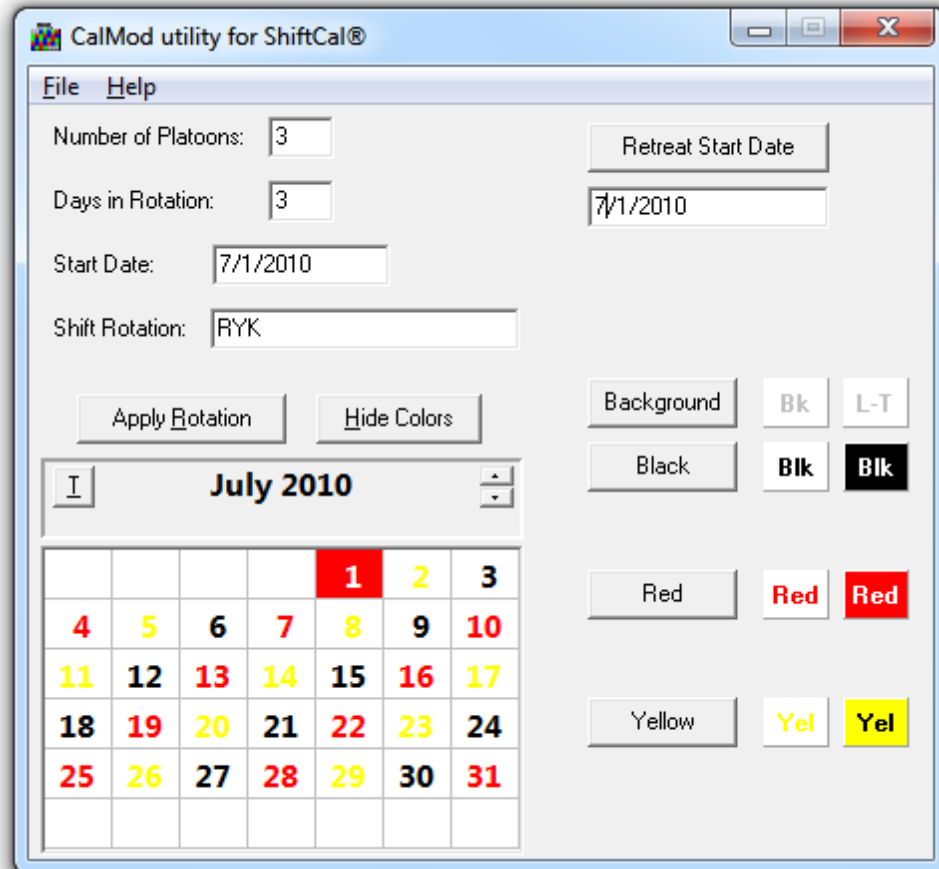 CalMod utility for ShiftCal®
File Help
Number of Platoons: 3
Retreat Start Date
Days in Rotation: 3
7/1/2010
Start Date: 7/1/2010
Shift Rotation: RYK
Apply Rotation Hide Colors
Background Bk L-T
Black Blk Blk
I July 2010
Red Red Red
Yellow Yel Yel
1 2 3
4 5 6 7 8 9 10
11 12 13 14 15 16 17
18 19 20 21 22 23 24
25 26 27 28 29 30 31